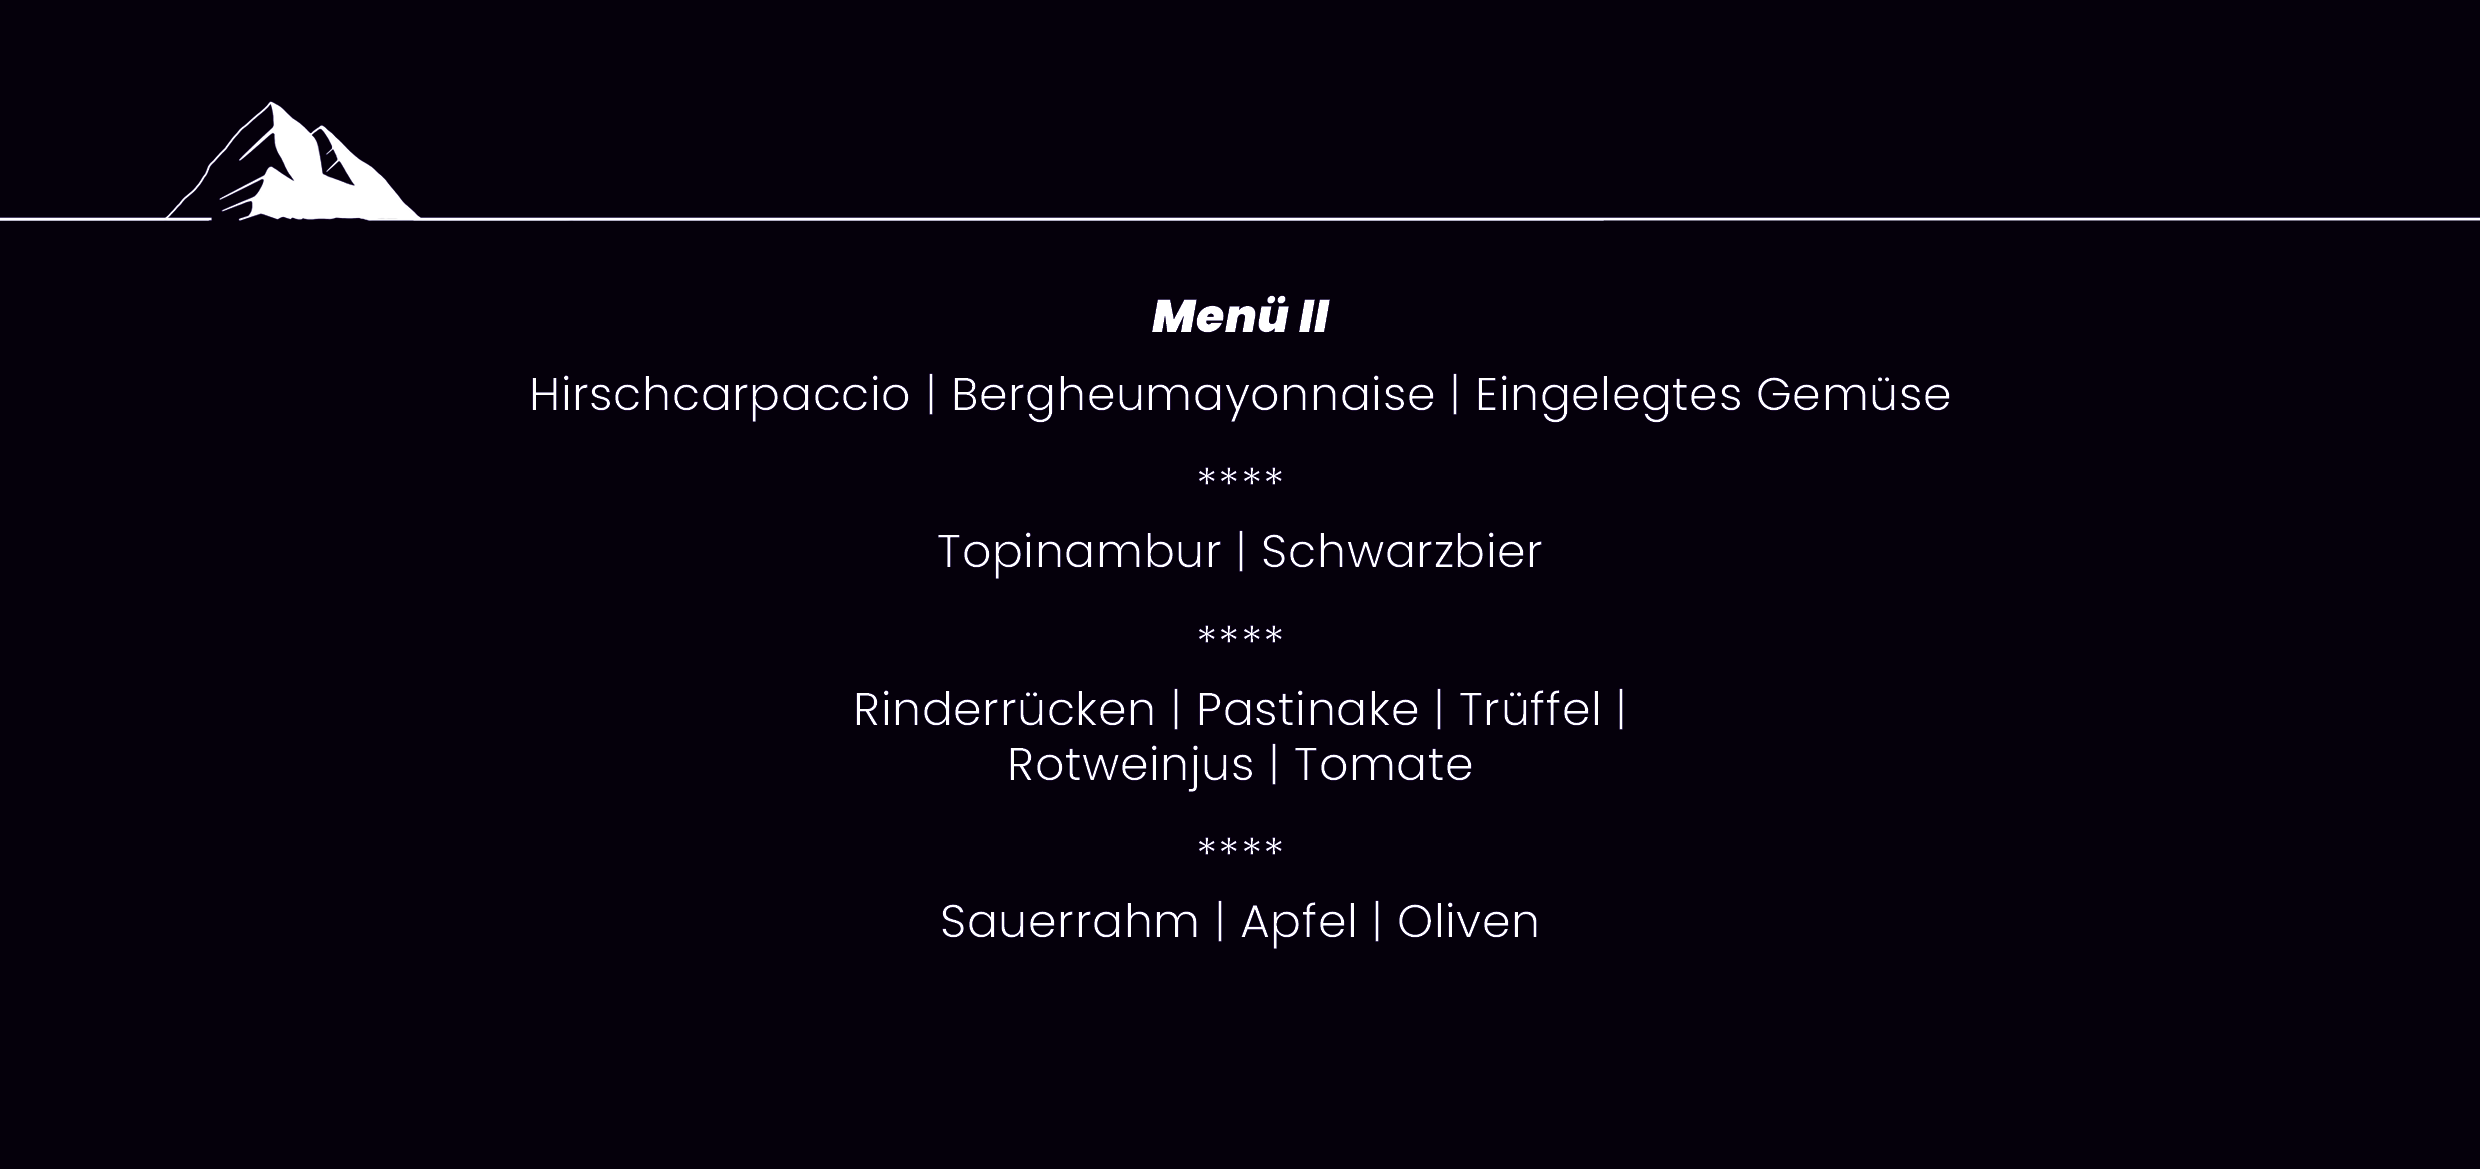 Menü II
Hirschcarpaccio | Bergheumayonnaise | Eingelegtes Gemüse
****
Topinambur | Schwarzbier
****
Rinderrücken | Pastinake | Trüffel |
Rotweinjus | Tomate
****
Sauerrahm | Apfel | Oliven